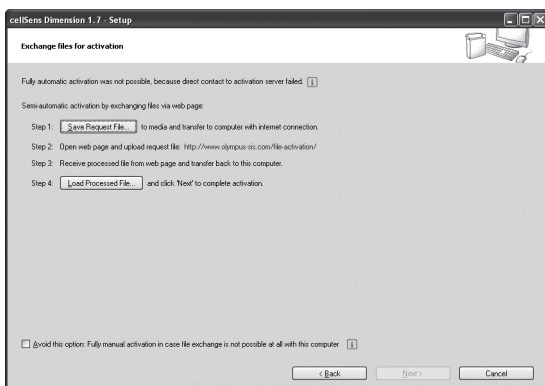 cellSens Dimension 1.7 - Setup
Exchange files for activation
Fully automatic activation was not possible, because direct contact to activation server failed. i
Semi-automatic activation by exchanging files via web page:
Step 1: Save Request File... to media and transfer to computer with internet connection.
Step 2: Open web page and upload request file: http://www.olympus-sis.com/file-activation/
Step 3: Receive processed file from web page and transfer back to this computer.
Step 4: Load Processed File... and click 'Next' to complete activation.
Avoid this option: Fully manual activation in case file exchange is not possible at all with this computer i
< Back Next > Cancel